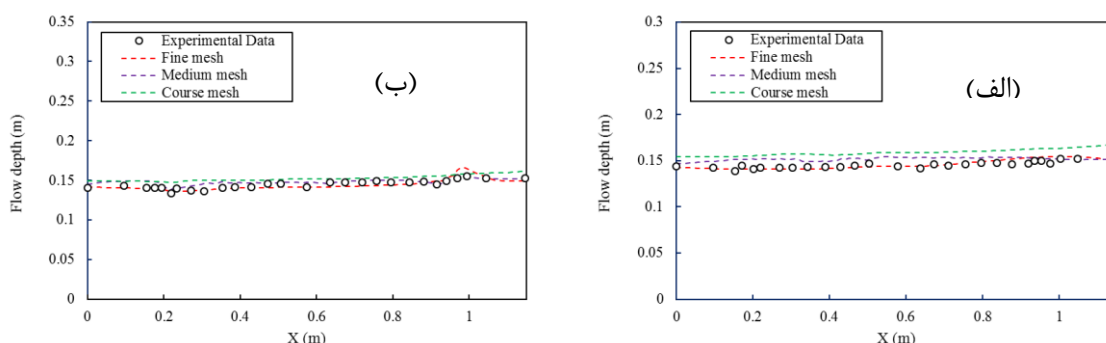 0.35
0.3
0.25
0.2
0.15
0.1
0.05
0
Flow depth (m)
Experimental Data
Fine mesh
Medium mesh
Course mesh
(ب)
0 0.2 0.4 0.6 0.8 1
X (m)
0.3
0.25
0.2
0.15
0.1
0.05
0
Flow depth (m)
Experimental Data
Fine mesh
Medium mesh
Course mesh
(الف)
0 0.2 0.4 0.6 0.8 1
X (m)